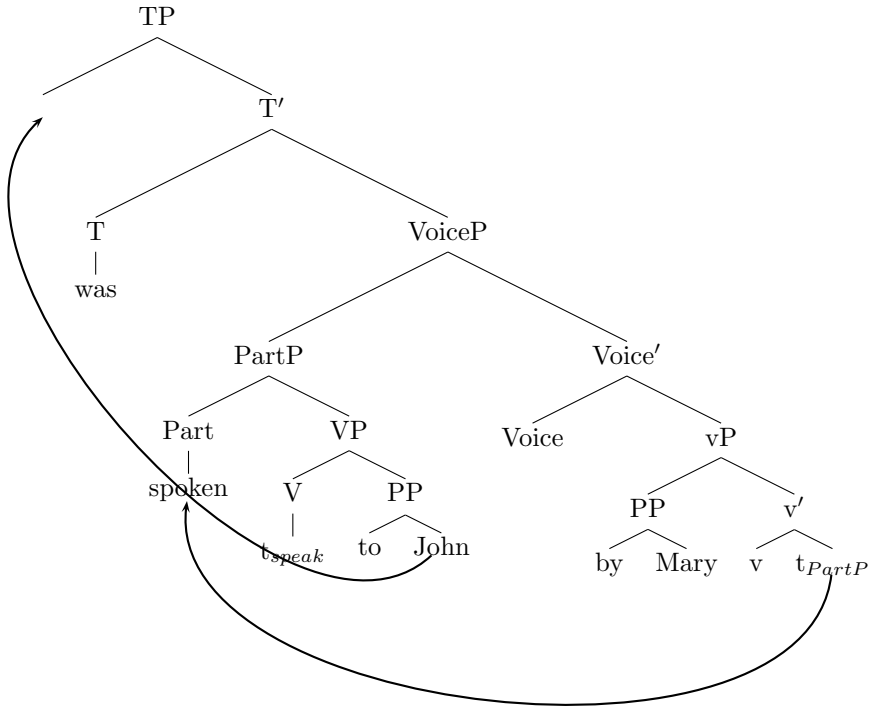 TP
T′
T VoiceP
was
PartP Voice′
Part VP Voice vP
spoken V PP PP v′
t_speak to John by Mary v t_PartP